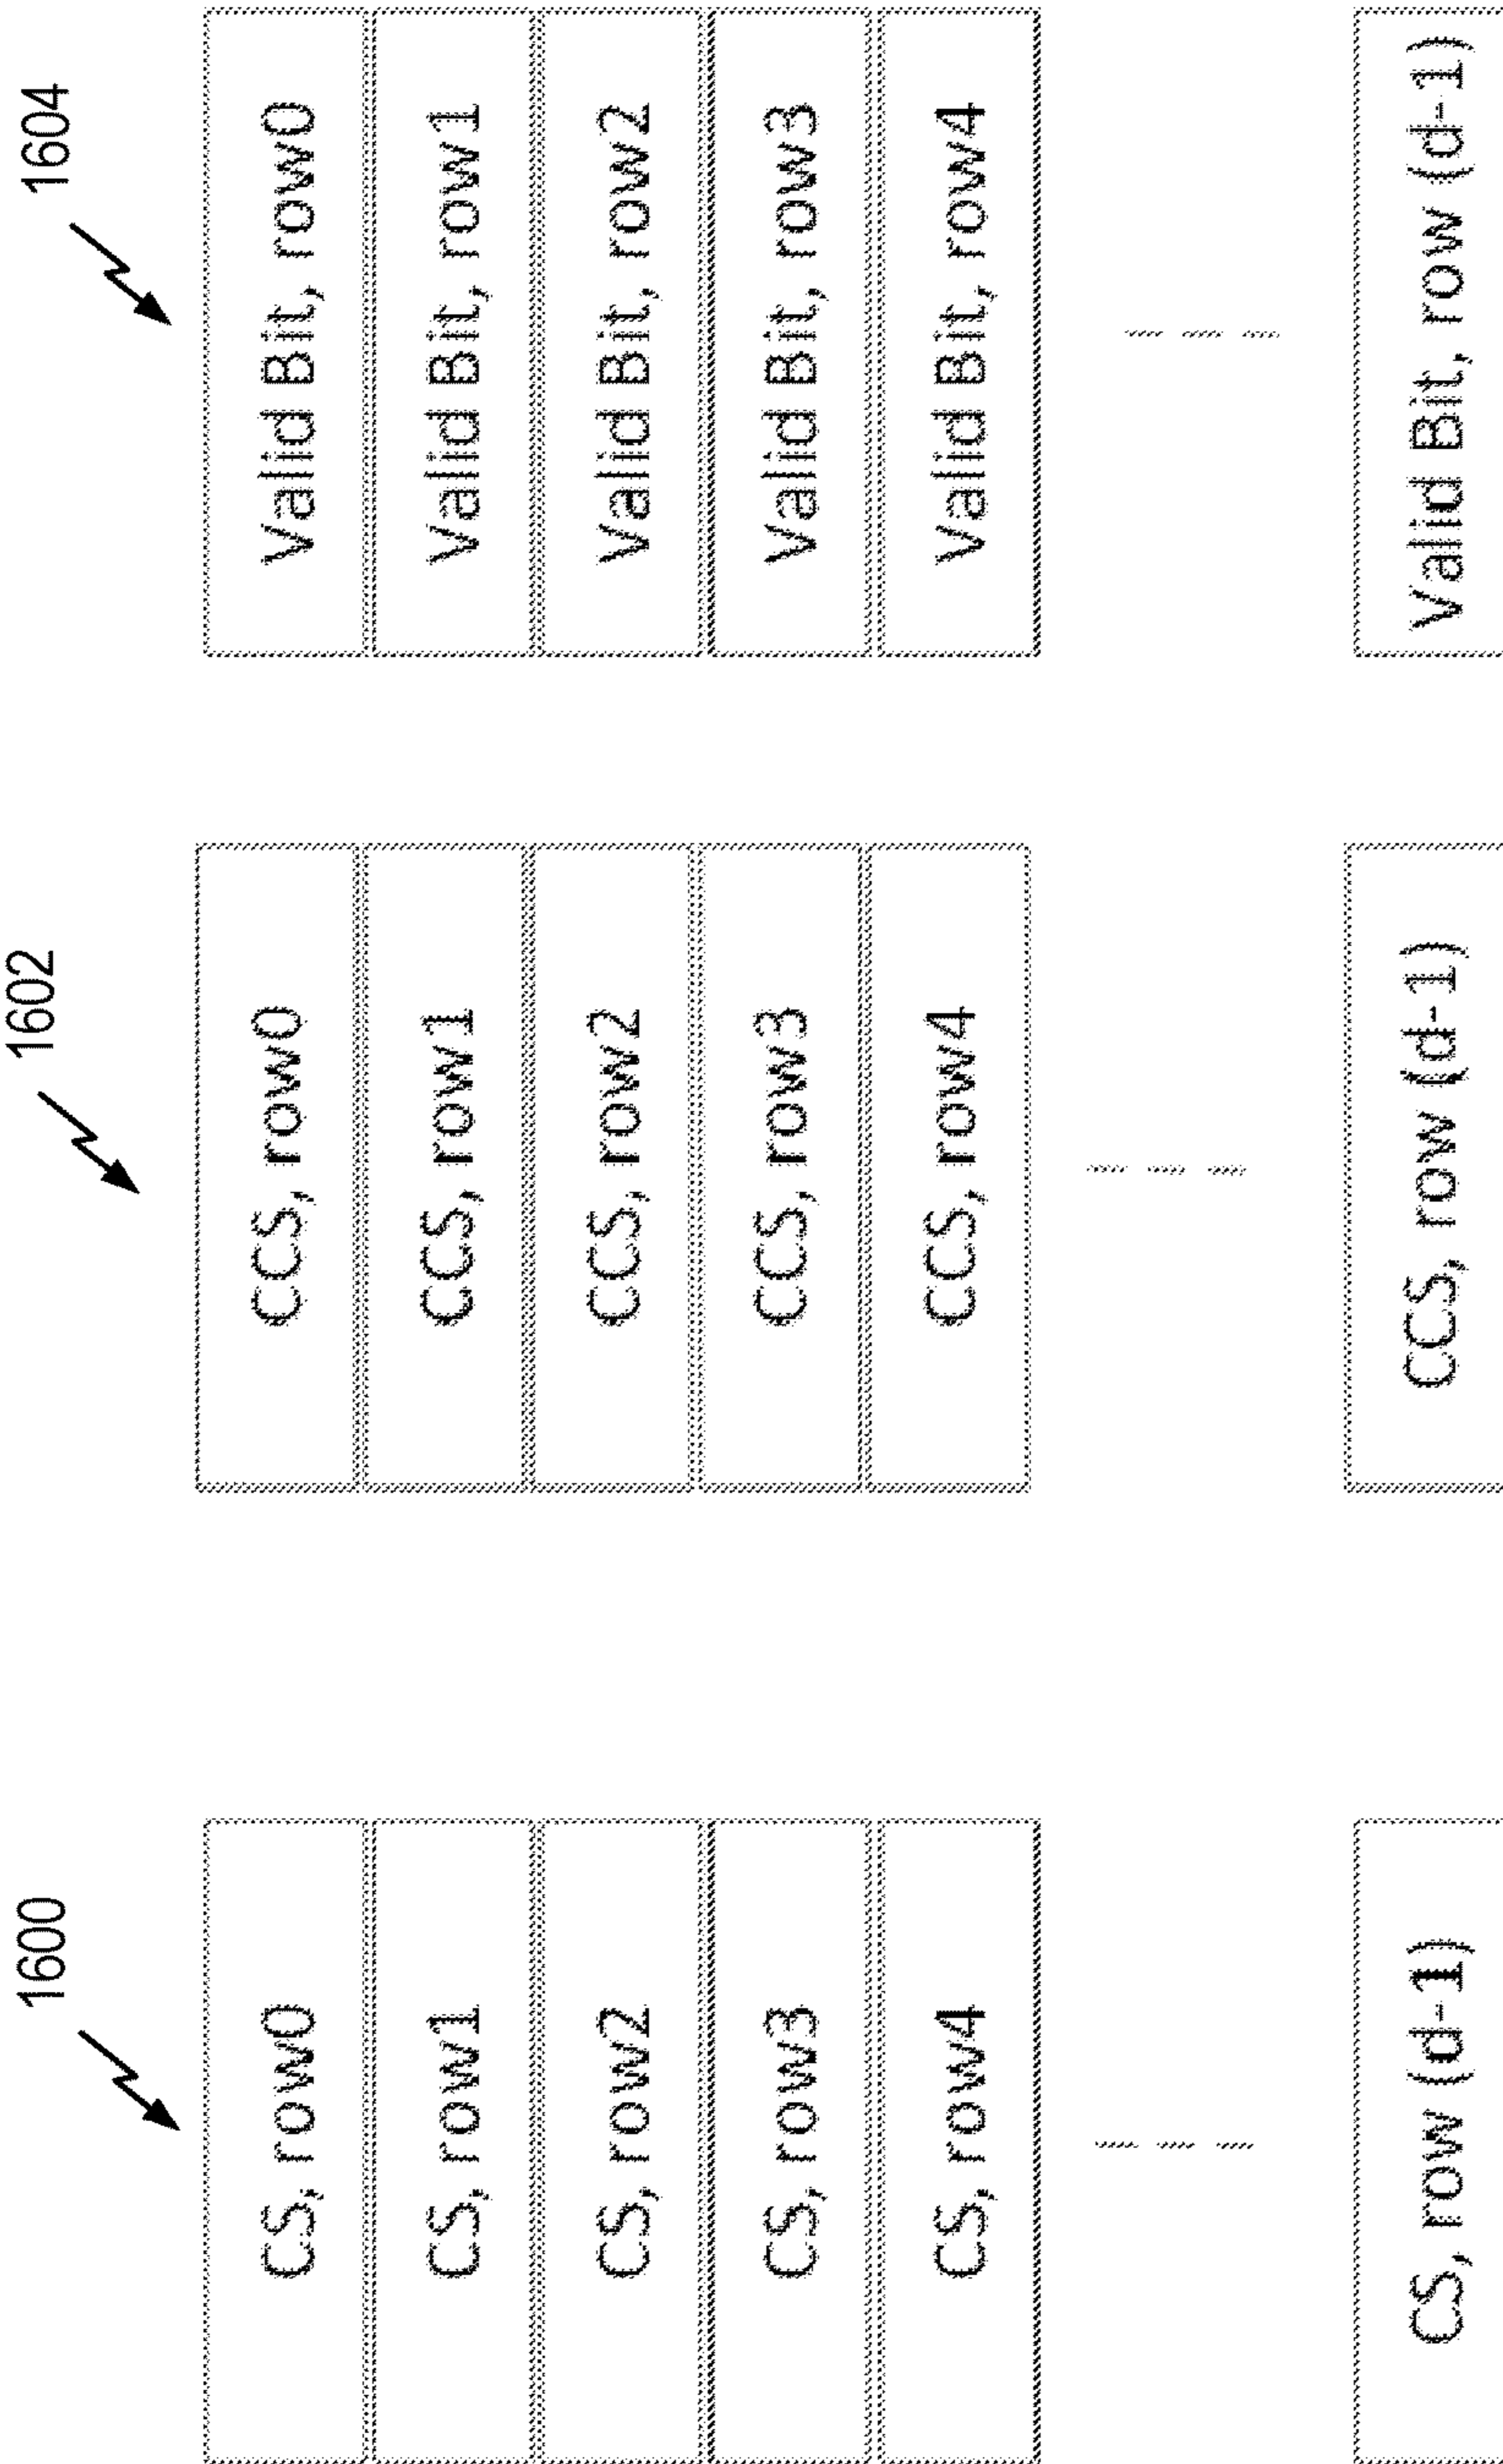 1600
CS, row0
CS, row1
CS, row2
CS, row3
CS, row4
CS, row (d-1)
1602
CCS, row0
CCS, row1
CCS, row2
CCS, row3
CCS, row4
CCS, row (d-1)
1604
Valid Bit, row0
Valid Bit, row1
Valid Bit, row2
Valid Bit, row3
Valid Bit, row4
Valid Bit, row (d-1)